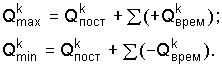 Q^k_max = Q^k_пост + ∑(+Q^k_врем);
Q^k_min = Q^k_пост + ∑(−Q^k_врем).